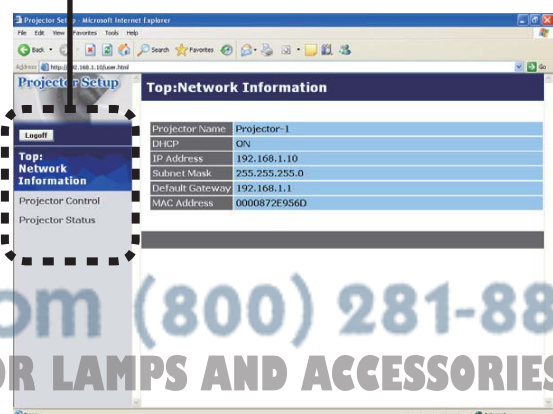 Projector Setup - Microsoft Internet Explorer
File Edit View Favorites Tools Help
Back Search Favorites
Address Go
Projector Setup
Top:Network Information
Logoff
Top:
Network
Information
Projector Control
Projector Status
Projector Name Projector-1
DHCP ON
IP Address 192.168.1.10
Subnet Mask 255.255.255.0
Default Gateway 192.168.1.1
MAC Address 0000872E956D
om (800) 281-88
OR LAMPS AND ACCESSORIES